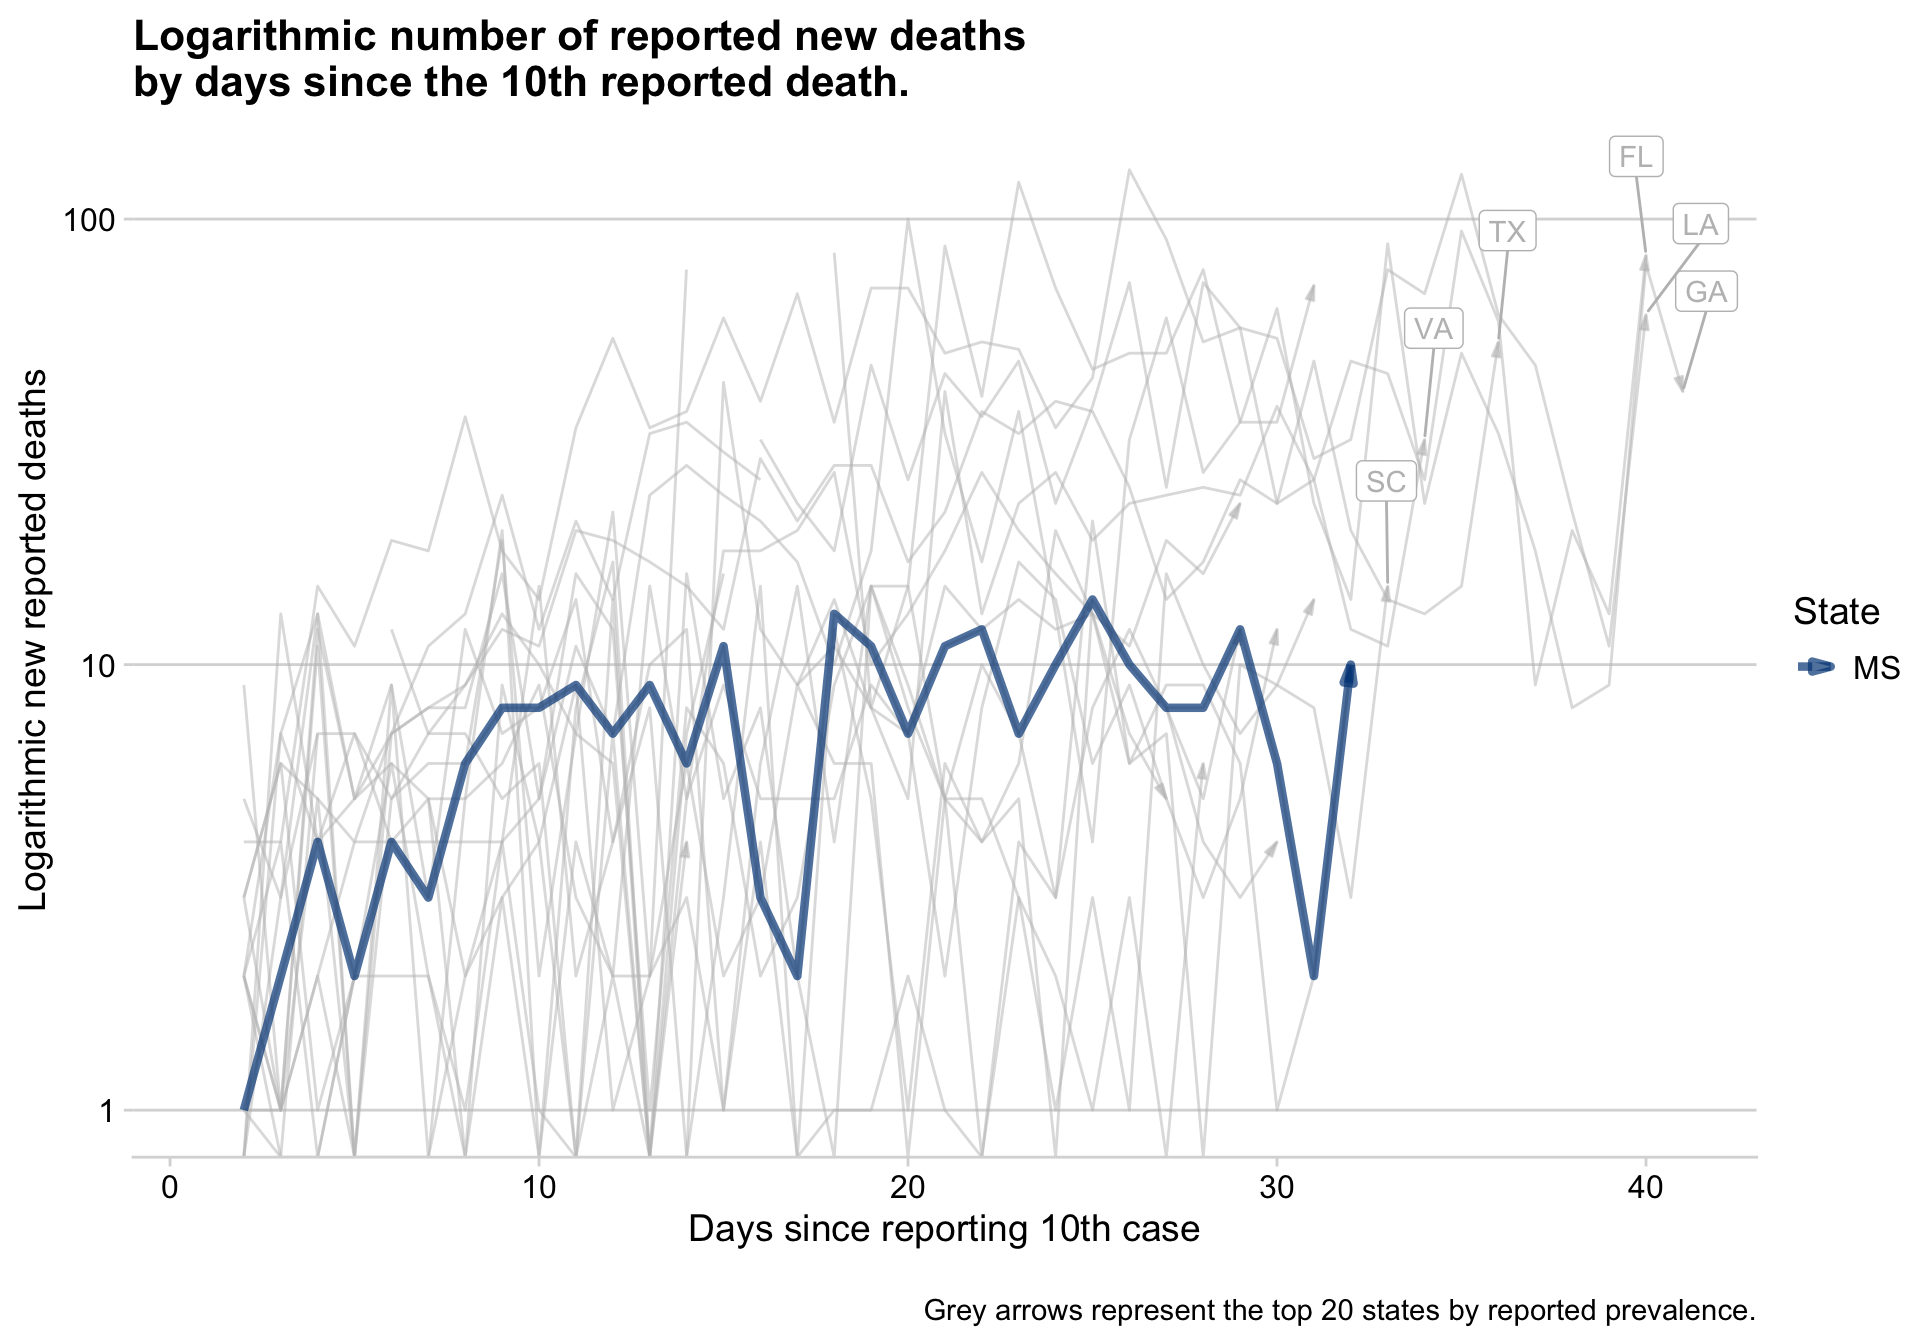 Logarithmic number of reported new deaths
by days since the 10th reported death.
FL
100
LA
TX
GA
VA
Logarithmic new reported deaths
SC
State
10
MS
1
0
10
20
30
40
Days since reporting 10th case
Grey arrows represent the top 20 states by reported prevalence.